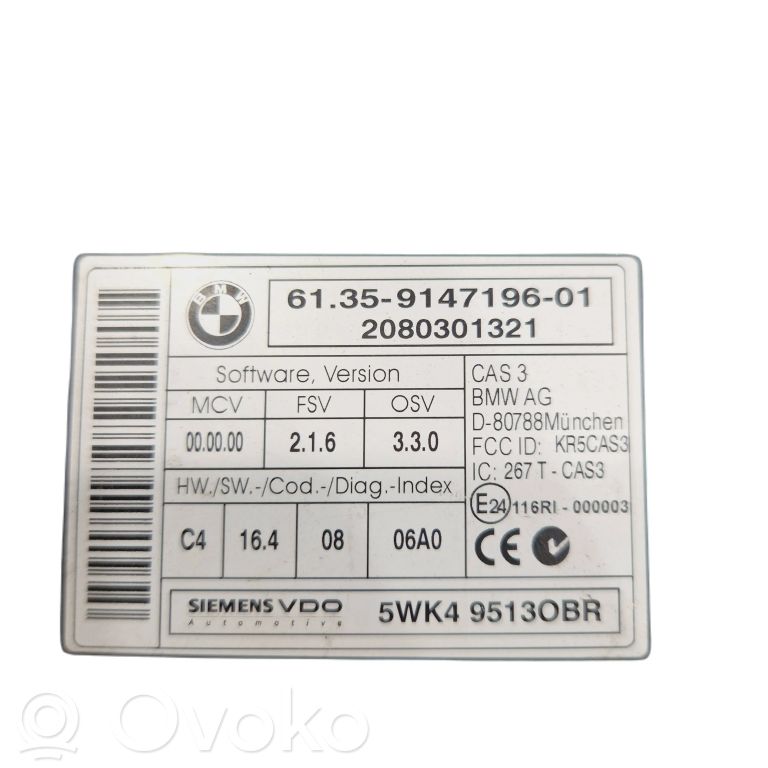 BMW
61.35-9147196-01
2080301321
Software, Version
MCV FSV OSV
00.00.00 2.1.6 3.3.0
HW./SW.-/Cod.-/Diag.-Index
C4 16.4 08 06A0
CAS 3
BMW AG
D-80788München
FCC ID: KR5CAS3
IC: 267 T - CAS3
E24 116RI - 000003
CE
SIEMENS VDO
Automotive
5WK4 9513OBR
Ovoko